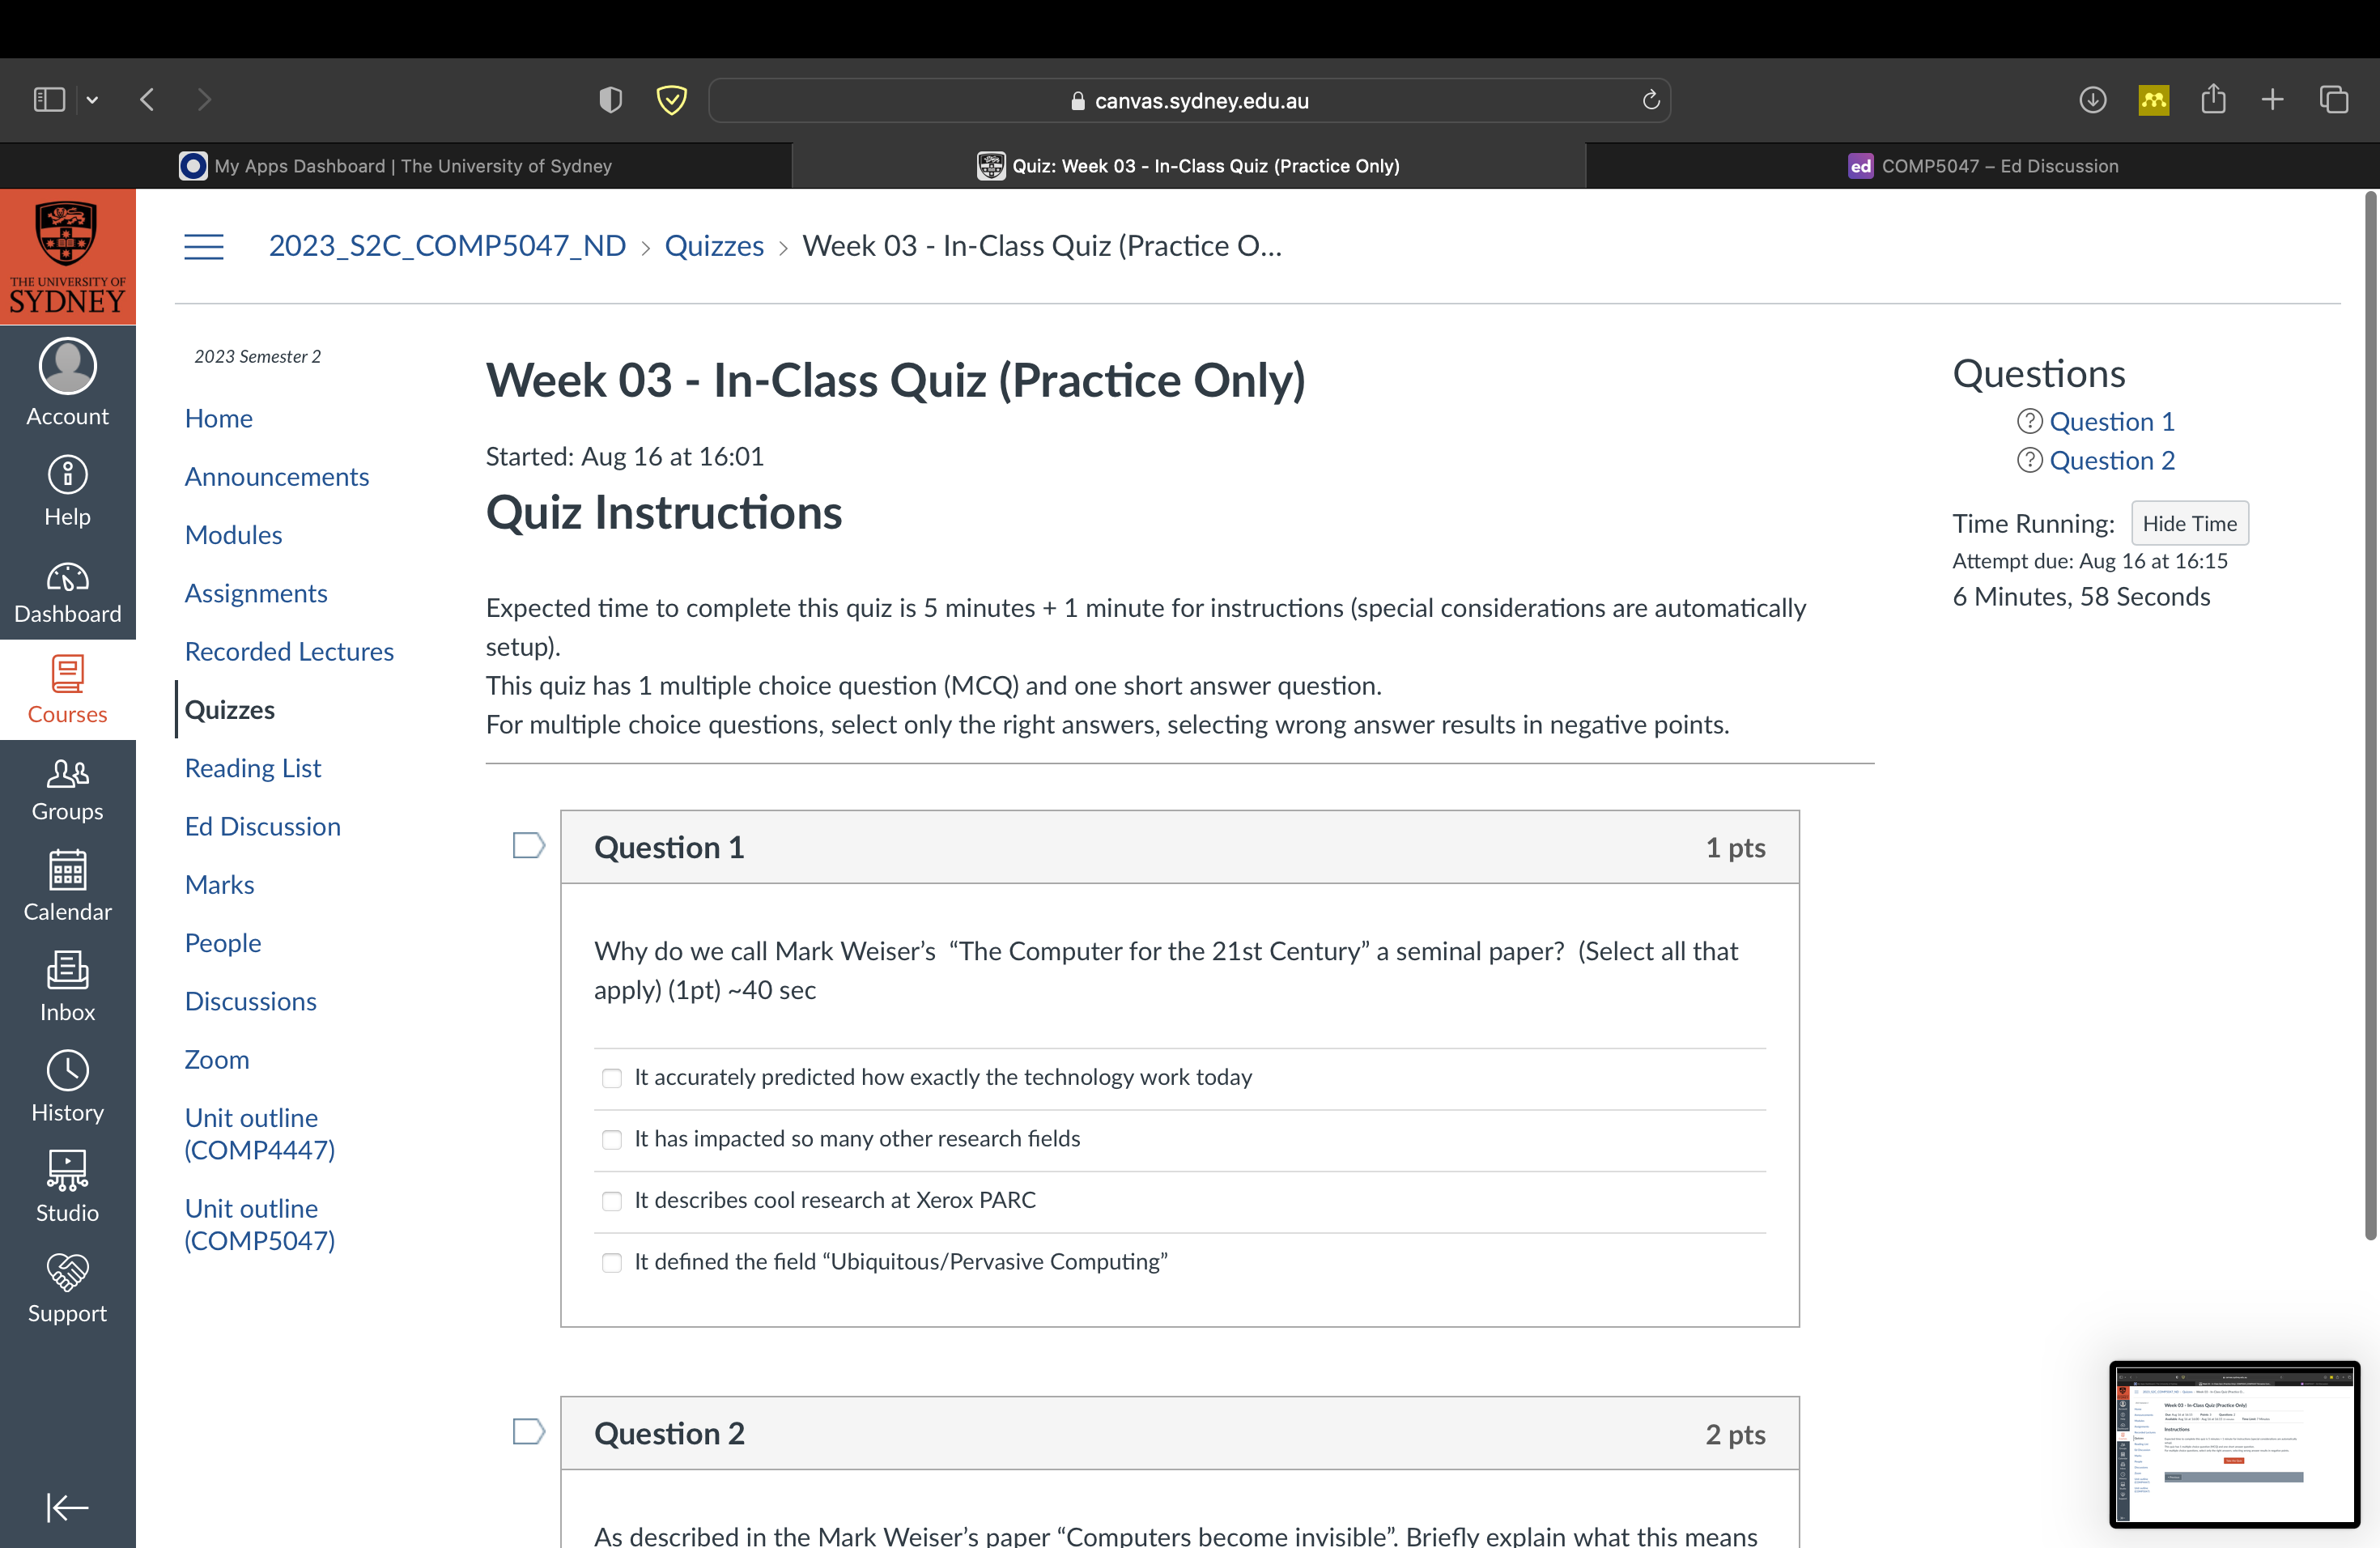 canvas.sydney.edu.au
My Apps Dashboard | The University of Sydney
Quiz: Week 03 - In-Class Quiz (Practice Only)
ed COMP5047 – Ed Discussion
THE UNIVERSITY OF
SYDNEY
Account
Help
Dashboard
Courses
Groups
Calendar
Inbox
History
Studio
Support
2023_S2C_COMP5047_ND › Quizzes › Week 03 - In-Class Quiz (Practice O...
2023 Semester 2
Home
Announcements
Modules
Assignments
Recorded Lectures
Quizzes
Reading List
Ed Discussion
Marks
People
Discussions
Zoom
Unit outline
(COMP4447)
Unit outline
(COMP5047)
Week 03 - In-Class Quiz (Practice Only)
Started: Aug 16 at 16:01
Quiz Instructions
Expected time to complete this quiz is 5 minutes + 1 minute for instructions (special considerations are automatically
setup).
This quiz has 1 multiple choice question (MCQ) and one short answer question.
For multiple choice questions, select only the right answers, selecting wrong answer results in negative points.
Question 1 1 pts
Why do we call Mark Weiser’s “The Computer for the 21st Century” a seminal paper? (Select all that
apply) (1pt) ~40 sec
It accurately predicted how exactly the technology work today
It has impacted so many other research fields
It describes cool research at Xerox PARC
It defined the field “Ubiquitous/Pervasive Computing”
Question 2 2 pts
As described in the Mark Weiser’s paper “Computers become invisible”. Briefly explain what this means
Questions
Question 1
Question 2
Time Running: Hide Time
Attempt due: Aug 16 at 16:15
6 Minutes, 58 Seconds